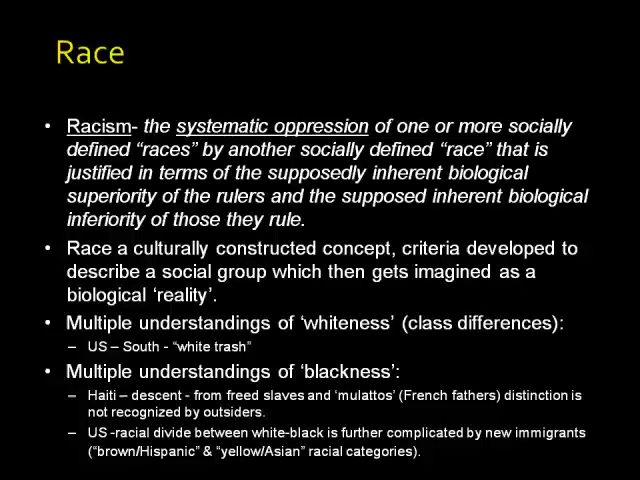 Race
• Racism- the systematic oppression of one or more socially
defined “races” by another socially defined “race” that is
justified in terms of the supposedly inherent biological
superiority of the rulers and the supposed inherent biological
inferiority of those they rule.
• Race a culturally constructed concept, criteria developed to
describe a social group which then gets imagined as a
biological ‘reality’.
• Multiple understandings of ‘whiteness’ (class differences):
– US – South - “white trash”
• Multiple understandings of ‘blackness’:
– Haiti – descent - from freed slaves and ‘mulattos’ (French fathers) distinction is
not recognized by outsiders.
– US -racial divide between white-black is further complicated by new immigrants
(“brown/Hispanic” & “yellow/Asian” racial categories).